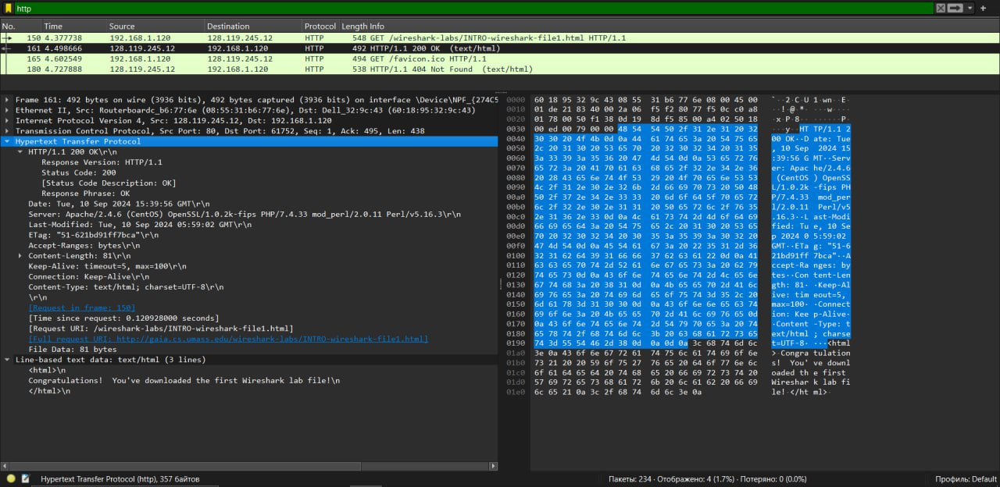 http
No. Time Source Destination Protocol Length Info
150 4.377738 192.168.1.120 128.119.245.12 HTTP 548 GET /wireshark-labs/INTRO-wireshark-file1.html HTTP/1.1
161 4.498666 128.119.245.12 192.168.1.120 HTTP 492 HTTP/1.1 200 OK (text/html)
165 4.602549 192.168.1.120 128.119.245.12 HTTP 494 GET /favicon.ico HTTP/1.1
180 4.727888 128.119.245.12 192.168.1.120 HTTP 538 HTTP/1.1 404 Not Found (text/html)
Frame 161: 492 bytes on wire (3936 bits), 492 bytes captured (3936 bits) on interface \Device\NPF_{274C5
Ethernet II, Src: Routerboardc_b6:77:6e (08:55:31:b6:77:6e), Dst: Dell_32:9c:43 (60:18:95:32:9c:43)
Internet Protocol Version 4, Src: 128.119.245.12, Dst: 192.168.1.120
Transmission Control Protocol, Src Port: 80, Dst Port: 61752, Seq: 1, Ack: 495, Len: 438
Hypertext Transfer Protocol
HTTP/1.1 200 OK\r\n
Response Version: HTTP/1.1
Status Code: 200
[Status Code Description: OK]
Response Phrase: OK
Date: Tue, 10 Sep 2024 15:39:56 GMT\r\n
Server: Apache/2.4.6 (CentOS) OpenSSL/1.0.2k-fips PHP/7.4.33 mod_perl/2.0.11 Perl/v5.16.3\r\n
Last-Modified: Tue, 10 Sep 2024 05:59:02 GMT\r\n
ETag: "51-621bd91ff7bca"\r\n
Accept-Ranges: bytes\r\n
Content-Length: 81\r\n
Keep-Alive: timeout=5, max=100\r\n
Connection: Keep-Alive\r\n
Content-Type: text/html; charset=UTF-8\r\n
\r\n
[Request in frame: 150]
[Time since request: 0.120928000 seconds]
[Request URI: /wireshark-labs/INTRO-wireshark-file1.html]
[Full request URI: http://gaia.cs.umass.edu/wireshark-labs/INTRO-wireshark-file1.html]
File Data: 81 bytes
Line-based text data: text/html (3 lines)
<html>\n
Congratulations!  You've downloaded the first Wireshark lab file!\n
</html>\n
0000 60 18 95 32 9c 43 08 55 31 b6 77 6e 08 00 45 00 `··2·C·U 1·wn··E·
0010 01 de 21 83 40 00 2a 06 f5 f2 80 77 f5 0c c0 a8 ··!·@·*· ···w····
0020 01 78 00 50 f1 38 0d 19 8d f5 85 00 a4 02 50 18 ·x·P·8·· ······P·
0030 00 ed 00 79 00 00 48 54 54 50 2f 31 2e 31 20 32 ···y··HT TP/1.1 2
0040 30 30 20 4f 4b 0d 0a 44 61 74 65 3a 20 54 75 65 00 OK··D ate: Tue
0050 2c 20 31 30 20 53 65 70 20 32 30 32 34 20 31 35 , 10 Sep 2024 15
0060 3a 33 39 3a 35 36 20 47 4d 54 0d 0a 53 65 72 76 :39:56 G MT··Serv
0070 65 72 3a 20 41 70 61 63 68 65 2f 32 2e 34 2e 36 er: Apac he/2.4.6
0080 20 28 43 65 6e 74 4f 53 29 20 4f 70 65 6e 53 53 (CentOS ) OpenSS
0090 4c 2f 31 2e 30 2e 32 6b 2d 66 69 70 73 20 50 48 L/1.0.2k -fips PH
00a0 50 2f 37 2e 34 2e 33 33 20 6d 6f 64 5f 70 65 72 P/7.4.33 mod_per
00b0 6c 2f 32 2e 30 2e 31 31 20 50 65 72 6c 2f 76 35 l/2.0.11 Perl/v5
00c0 2e 31 36 2e 33 0d 0a 4c 61 73 74 2d 4d 6f 64 69 .16.3··L ast-Modi
00d0 66 69 65 64 3a 20 54 75 65 2c 20 31 30 20 53 65 fied: Tu e, 10 Se
00e0 70 20 32 30 32 34 20 30 35 3a 35 39 3a 30 32 20 p 2024 0 5:59:02
00f0 47 4d 54 0d 0a 45 54 61 67 3a 20 22 35 31 2d 36 GMT··ETa g: "51-6
0100 32 31 62 64 39 31 66 66 37 62 63 61 22 0d 0a 41 21bd91ff 7bca"··A
0110 63 63 65 70 74 2d 52 61 6e 67 65 73 3a 20 62 79 ccept-Ra nges: by
0120 74 65 73 0d 0a 43 6f 6e 74 65 6e 74 2d 4c 65 6e tes··Con tent-Len
0130 67 74 68 3a 20 38 31 0d 0a 4b 65 65 70 2d 41 6c gth: 81· ·Keep-Al
0140 69 76 65 3a 20 74 69 6d 65 6f 75 74 3d 35 2c 20 ive: tim eout=5,
0150 6d 61 78 3d 31 30 30 0d 0a 43 6f 6e 6e 65 63 74 max=100· ·Connect
0160 69 6f 6e 3a 20 4b 65 65 70 2d 41 6c 69 76 65 0d ion: Kee p-Alive·
0170 0a 43 6f 6e 74 65 6e 74 2d 54 79 70 65 3a 20 74 ·Content -Type: t
0180 65 78 74 2f 68 74 6d 6c 3b 20 63 68 61 72 73 65 ext/html ; charse
0190 74 3d 55 54 46 2d 38 0d 0a 0d 0a 3c 68 74 6d 6c t=UTF-8· ···<html
01a0 3e 0a 43 6f 6e 67 72 61 74 75 6c 61 74 69 6f 6e >·Congra tulation
01b0 73 21 20 20 59 6f 75 27 76 65 20 64 6f 77 6e 6c s!  You' ve downl
01c0 6f 61 64 65 64 20 74 68 65 20 66 69 72 73 74 20 oaded th e first
01d0 57 69 72 65 73 68 61 72 6b 20 6c 61 62 20 66 69 Wireshar k lab fi
01e0 6c 65 21 0a 3c 2f 68 74 6d 6c 3e 0a le!·</ht ml>·
Hypertext Transfer Protocol (http), 357 байтов Пакеты: 234 · Отображено: 4 (1.7%) · Потеряно: 0 (0.0%) Профиль: Default